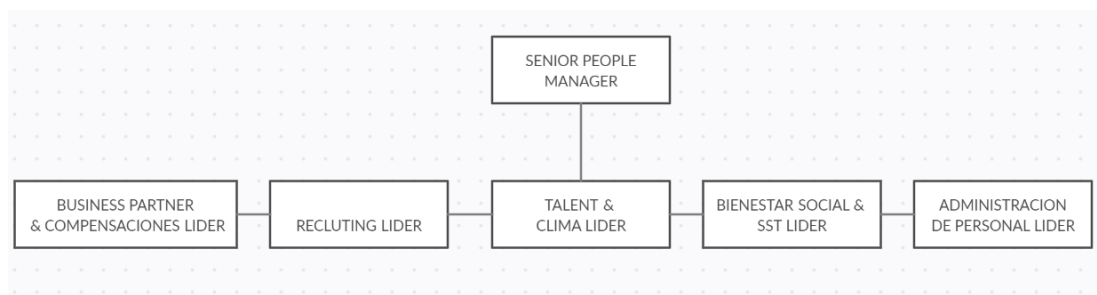 SENIOR PEOPLE
MANAGER
BUSINESS PARTNER
& COMPENSACIONES LIDER
RECLUTING LIDER
TALENT &
CLIMA LIDER
BIENESTAR SOCIAL &
SST LIDER
ADMINISTRACION
DE PERSONAL LIDER